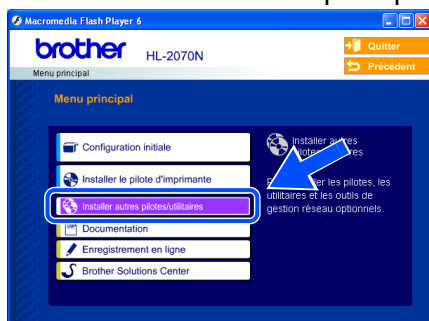 Macromedia Flash Player 6
brother HL-2070N
Quitter
Précédent
Menu principal
Menu principal
Configuration initiale
Installer le pilote d'imprimante
Installer autres pilotes/utilitaires
Documentation
Enregistrement en ligne
Brother Solutions Center
Installer autres
les pilotes, les
utilitaires et les outils de
gestion réseau optionnels.